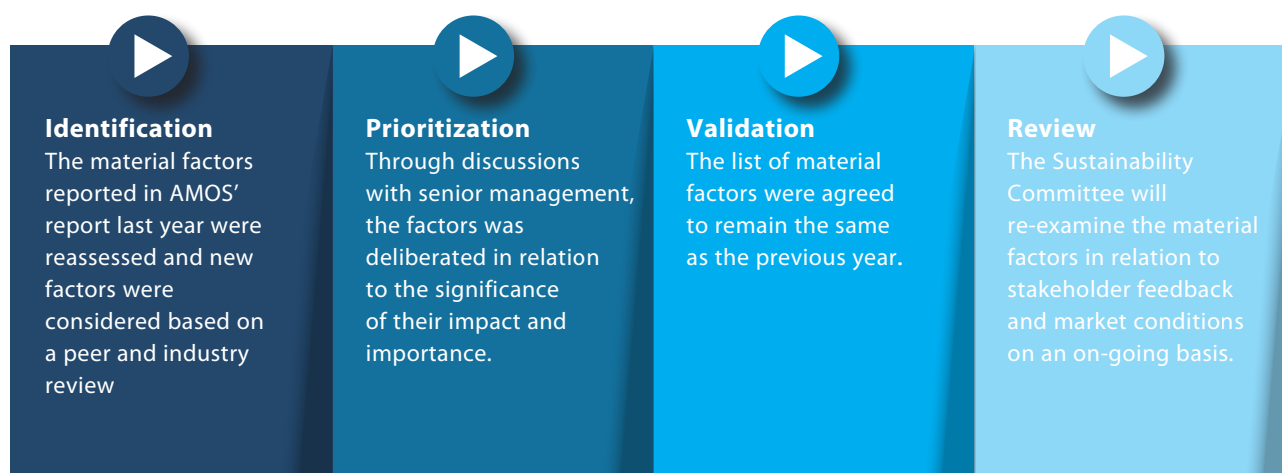 Identification
The material factors
reported in AMOS’
report last year were
reassessed and new
factors were
considered based on
a peer and industry
review
Prioritization
Through discussions
with senior management,
the factors was
deliberated in relation
to the significance
of their impact and
importance.
Validation
The list of material
factors were agreed
to remain the same
as the previous year.
Review
The Sustainability
Committee will
re-examine the material
factors in relation to
stakeholder feedback
and market conditions
on an on-going basis.